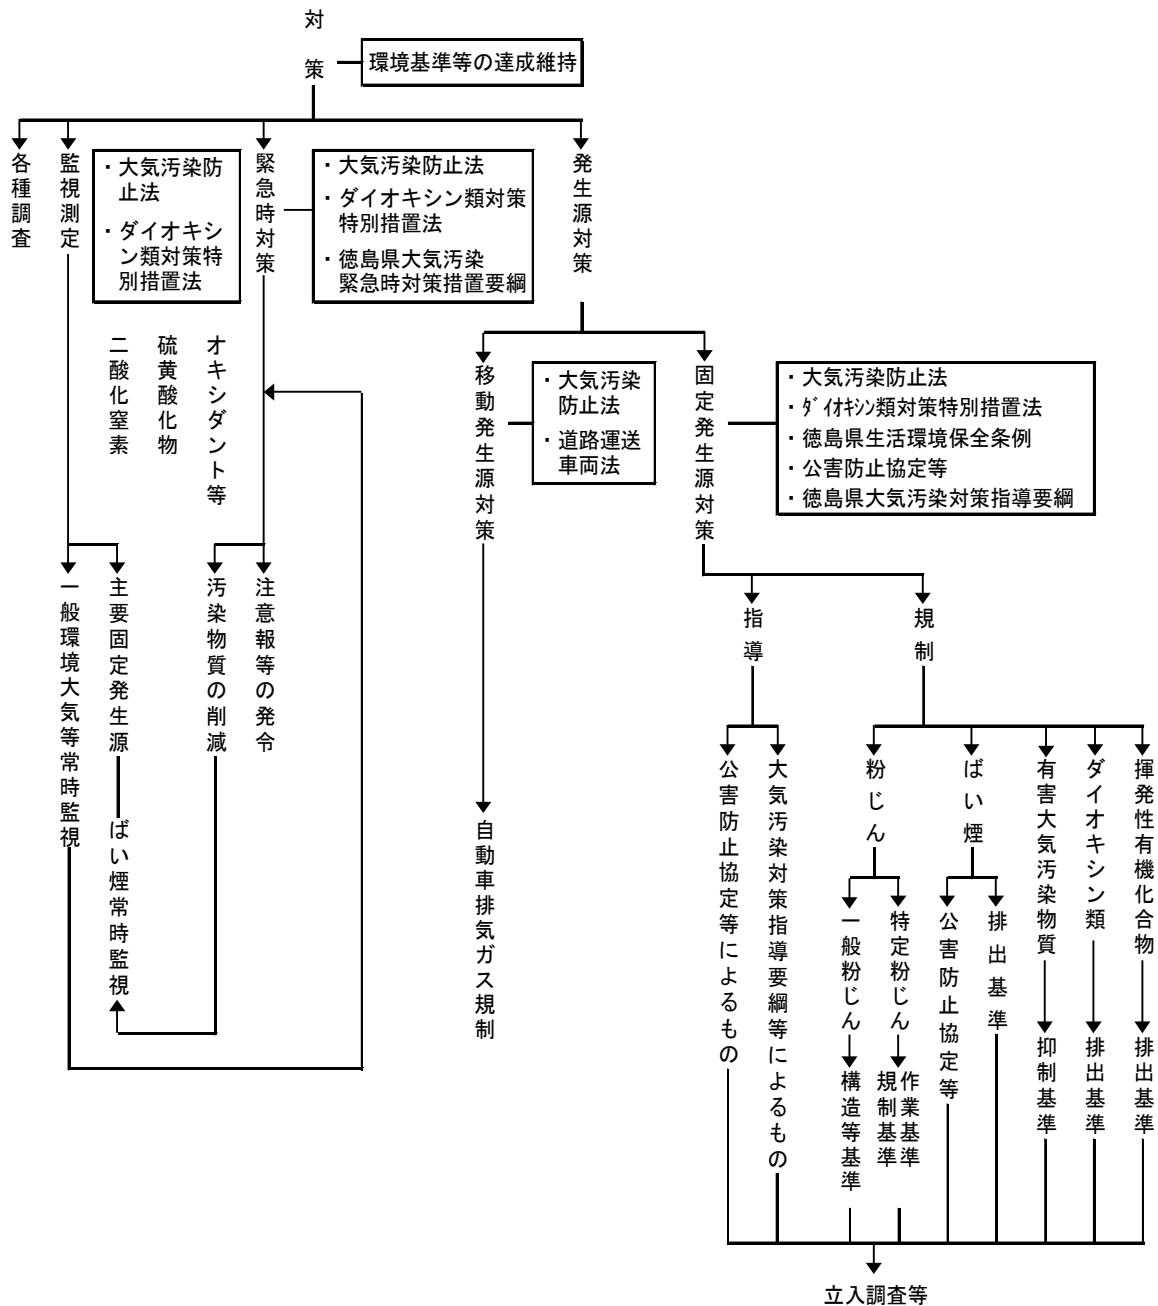 対策
環境基準等の達成維持
各種調査
監視測定
・大気汚染防
止法
・ダイオキシ
ン類対策特
別措置法
緊急時対策
・大気汚染防止法
・ダイオキシン類対策
特別措置法
・徳島県大気汚染
緊急時対策措置要綱
発生源対策
二酸化窒素
硫黄酸化物
オキシダント等
移動発生源対策
・大気汚染
防止法
・道路運送
車両法
固定発生源対策
・大気汚染防止法
・ダイオキシン類対策特別措置法
・徳島県生活環境保全条例
・公害防止協定等
・徳島県大気汚染対策指導要綱
一般環境大気等常時監視
主要固定発生源
ばい煙常時監視
汚染物質の削減
注意報等の発令
自動車排気ガス規制
指導
規制
公害防止協定等によるもの
大気汚染対策指導要綱等によるもの
粉じん
ばい煙
有害大気汚染物質
ダイオキシン類
揮発性有機化合物
一般粉じん
特定粉じん
公害防止協定等
排出基準
構造等基準
作業基準
規制基準
抑制基準
排出基準
排出基準
立入調査等